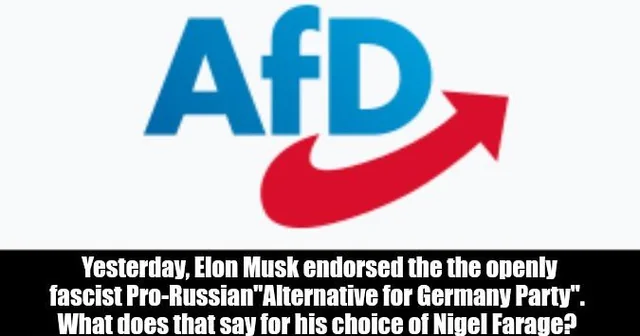 AfD
Yesterday, Elon Musk endorsed the the openly
fascist Pro-Russian"Alternative for Germany Party".
What does that say for his choice of Nigel Farage?